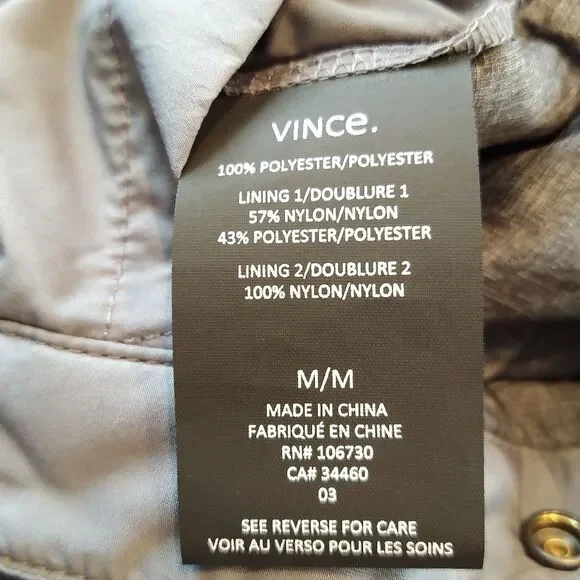 VINCe.
100% POLYESTER/POLYESTER
LINING 1/DOUBLURE 1
57% NYLON/NYLON
43% POLYESTER/POLYESTER
LINING 2/DOUBLURE 2
100% NYLON/NYLON
M/M
MADE IN CHINA
FABRIQUÉ EN CHINE
RN# 106730
CA# 34460
03
SEE REVERSE FOR CARE
VOIR AU VERSO POUR LES SOINS